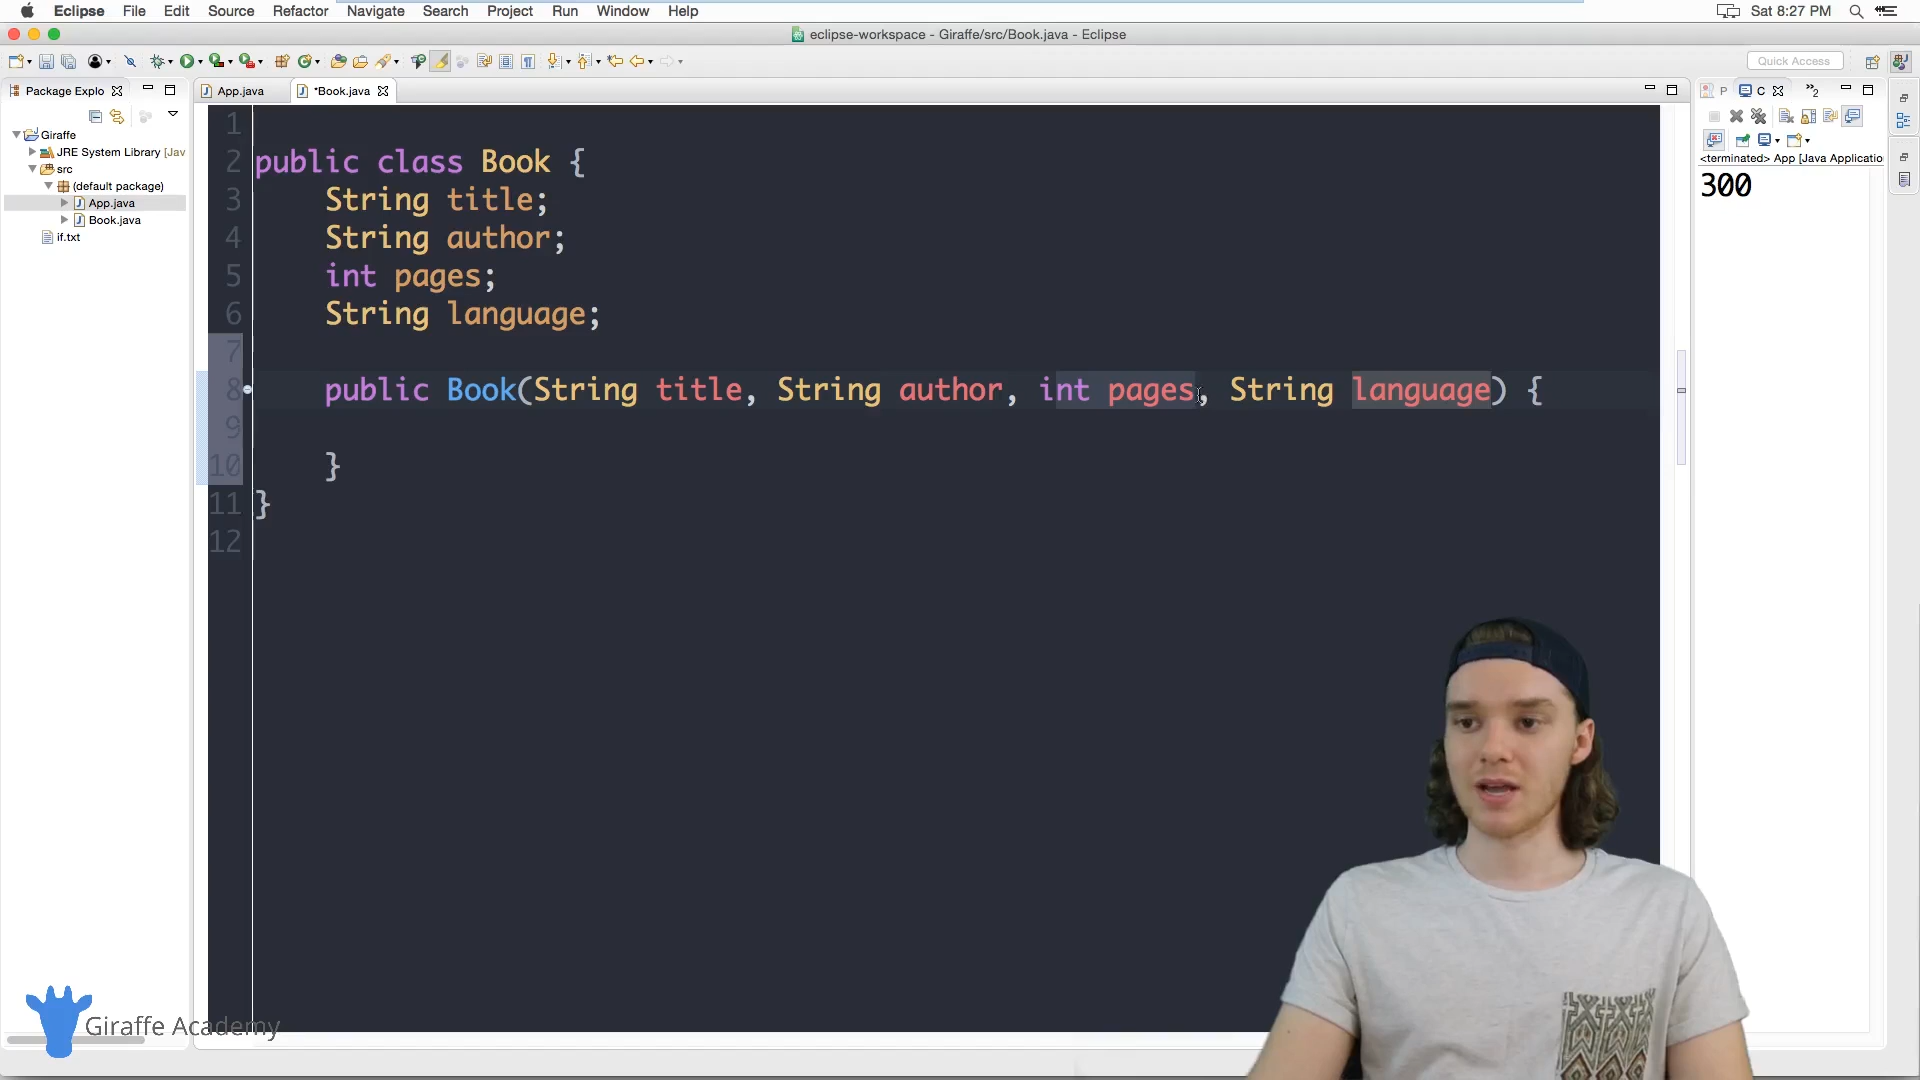 Eclipse File Edit Source Refactor Navigate Search Project Run Window Help Sat 8:27 PM
eclipse-workspace - Giraffe/src/Book.java - Eclipse
Quick Access
Package Explo
App.java
*Book.java
P
C
2
Giraffe
JRE System Library [Jav
src
(default package)
App.java
Book.java
if.txt
1
2 public class Book {
3 String title;
4 String author;
5 int pages;
6 String language;
7
8 public Book(String title, String author, int pages, String language) {
9
10 }
11 }
12
<terminated> App [Java Applicatio
300
Giraffe Academy